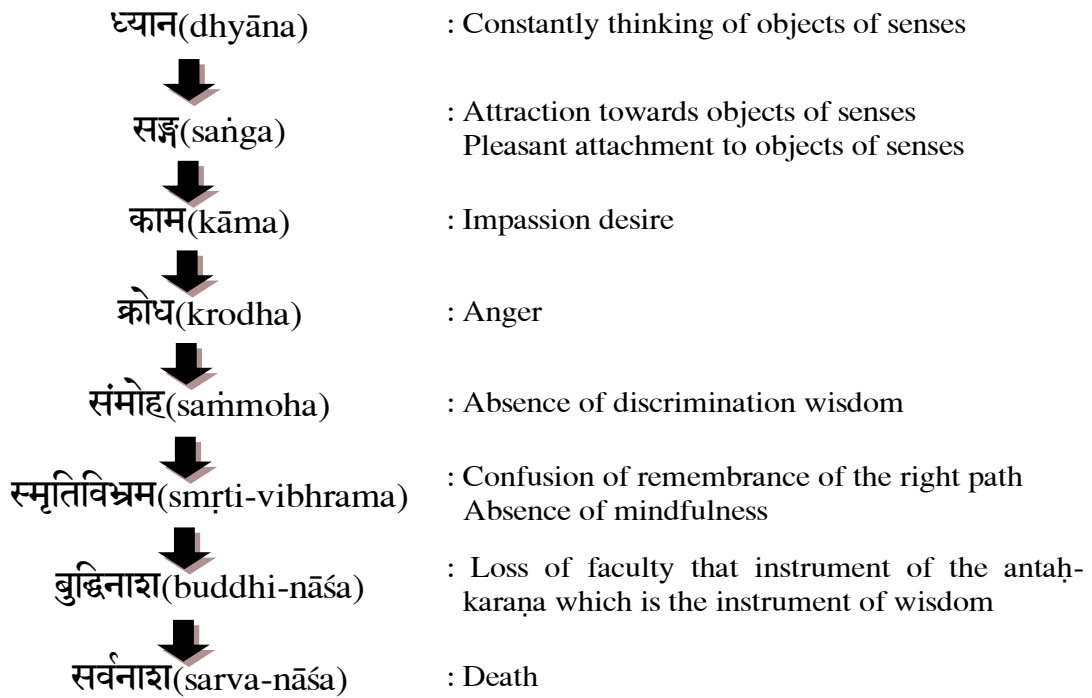 ध्यान(dhyāna) : Constantly thinking of objects of senses
सङ्ग(saṅga) : Attraction towards objects of senses
Pleasant attachment to objects of senses
काम(kāma) : Impassion desire
क्रोध(krodha) : Anger
संमोह(saṁmoha) : Absence of discrimination wisdom
स्मृतिविभ्रम(smṛti-vibhrama) : Confusion of remembrance of the right path
Absence of mindfulness
बुद्धिनाश(buddhi-nāśa) : Loss of faculty that instrument of the antaḥ-
karaṇa which is the instrument of wisdom
सर्वनाश(sarva-nāśa) : Death